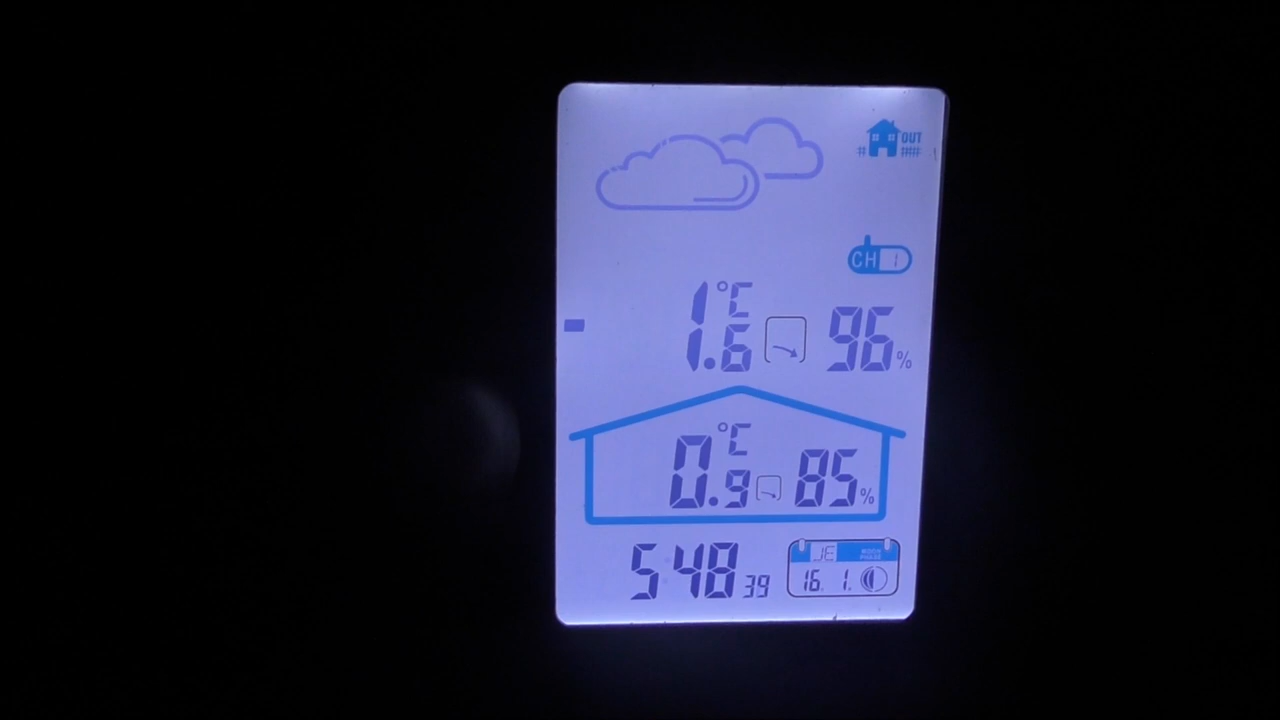 OUT
CH 1
-1.6 °C 96%
0.9 °C 85%
5:48 39
JE MOON PHASE
16. 1.